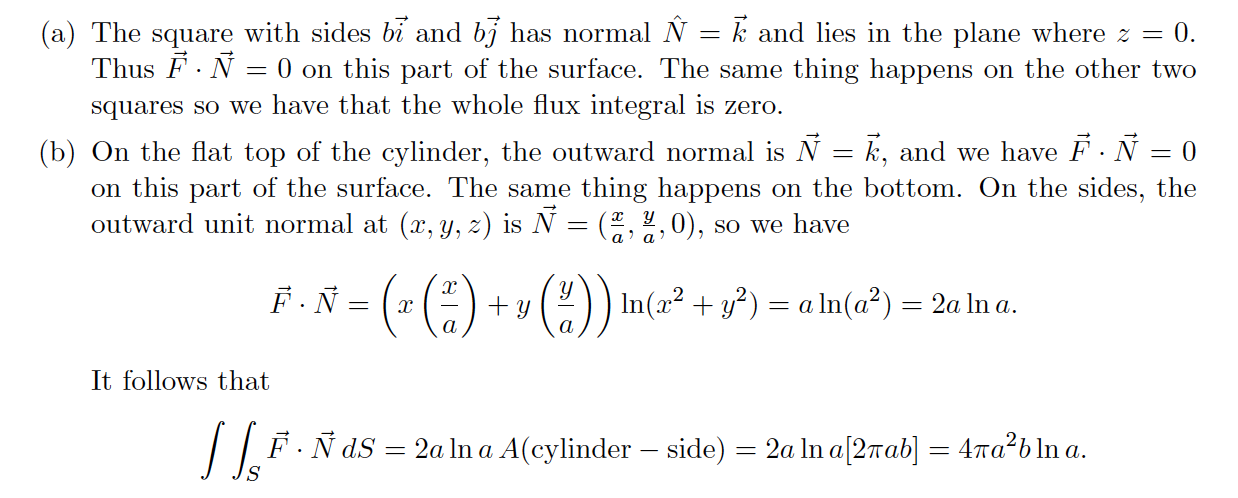 (a) The square with sides $b\vec{i}$ and $b\vec{j}$ has normal $\hat{N} = \vec{k}$ and lies in the plane where $z = 0$.
Thus $\vec{F} \cdot \vec{N} = 0$ on this part of the surface. The same thing happens on the other two
squares so we have that the whole flux integral is zero.
(b) On the flat top of the cylinder, the outward normal is $\vec{N} = \vec{k}$, and we have $\vec{F} \cdot \vec{N} = 0$
on this part of the surface. The same thing happens on the bottom. On the sides, the
outward unit normal at $(x, y, z)$ is $\vec{N} = (\frac{x}{a}, \frac{y}{a}, 0)$, so we have
$\vec{F} \cdot \vec{N} = \left( x \left( \frac{x}{a} \right) + y \left( \frac{y}{a} \right) \right) \ln(x^2 + y^2) = a \ln(a^2) = 2a \ln a.$
It follows that
$\int \int_S \vec{F} \cdot \vec{N} \, dS = 2a \ln a \, A(\text{cylinder} - \text{side}) = 2a \ln a [2\pi ab] = 4\pi a^2 b \ln a.$